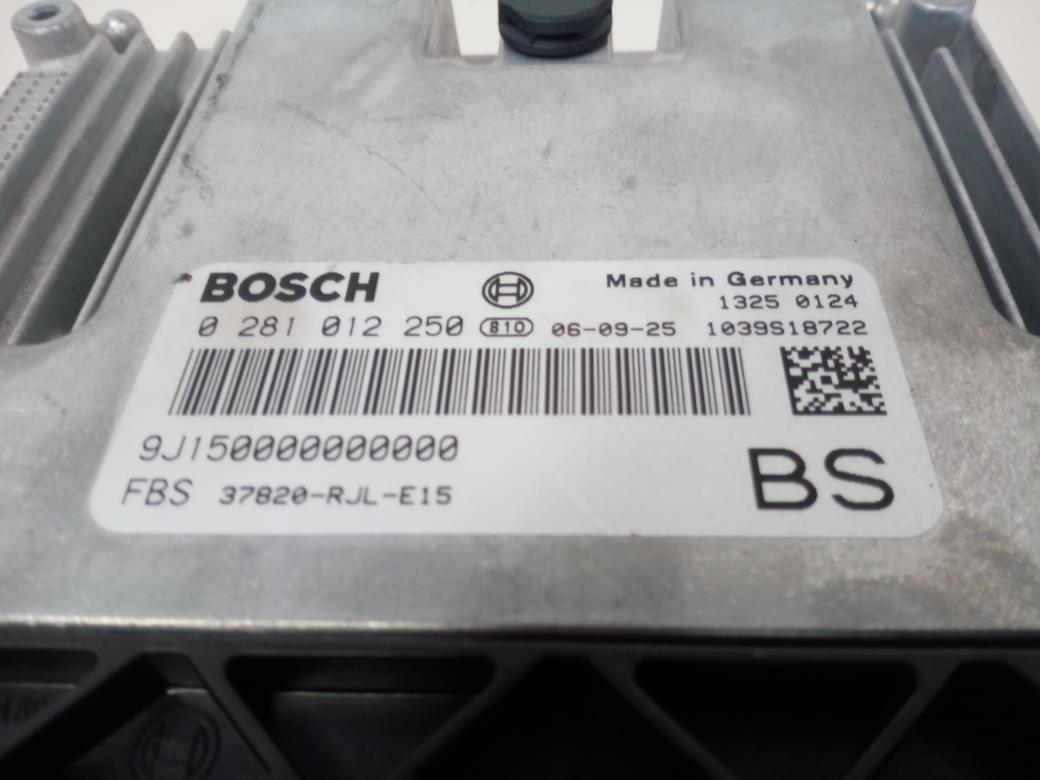 BOSCH Made in Germany
1325 0124
0 281 012 250 810 06-09-25 1039S18722
9J150000000000
FBS 37820-RJL-E15
BS